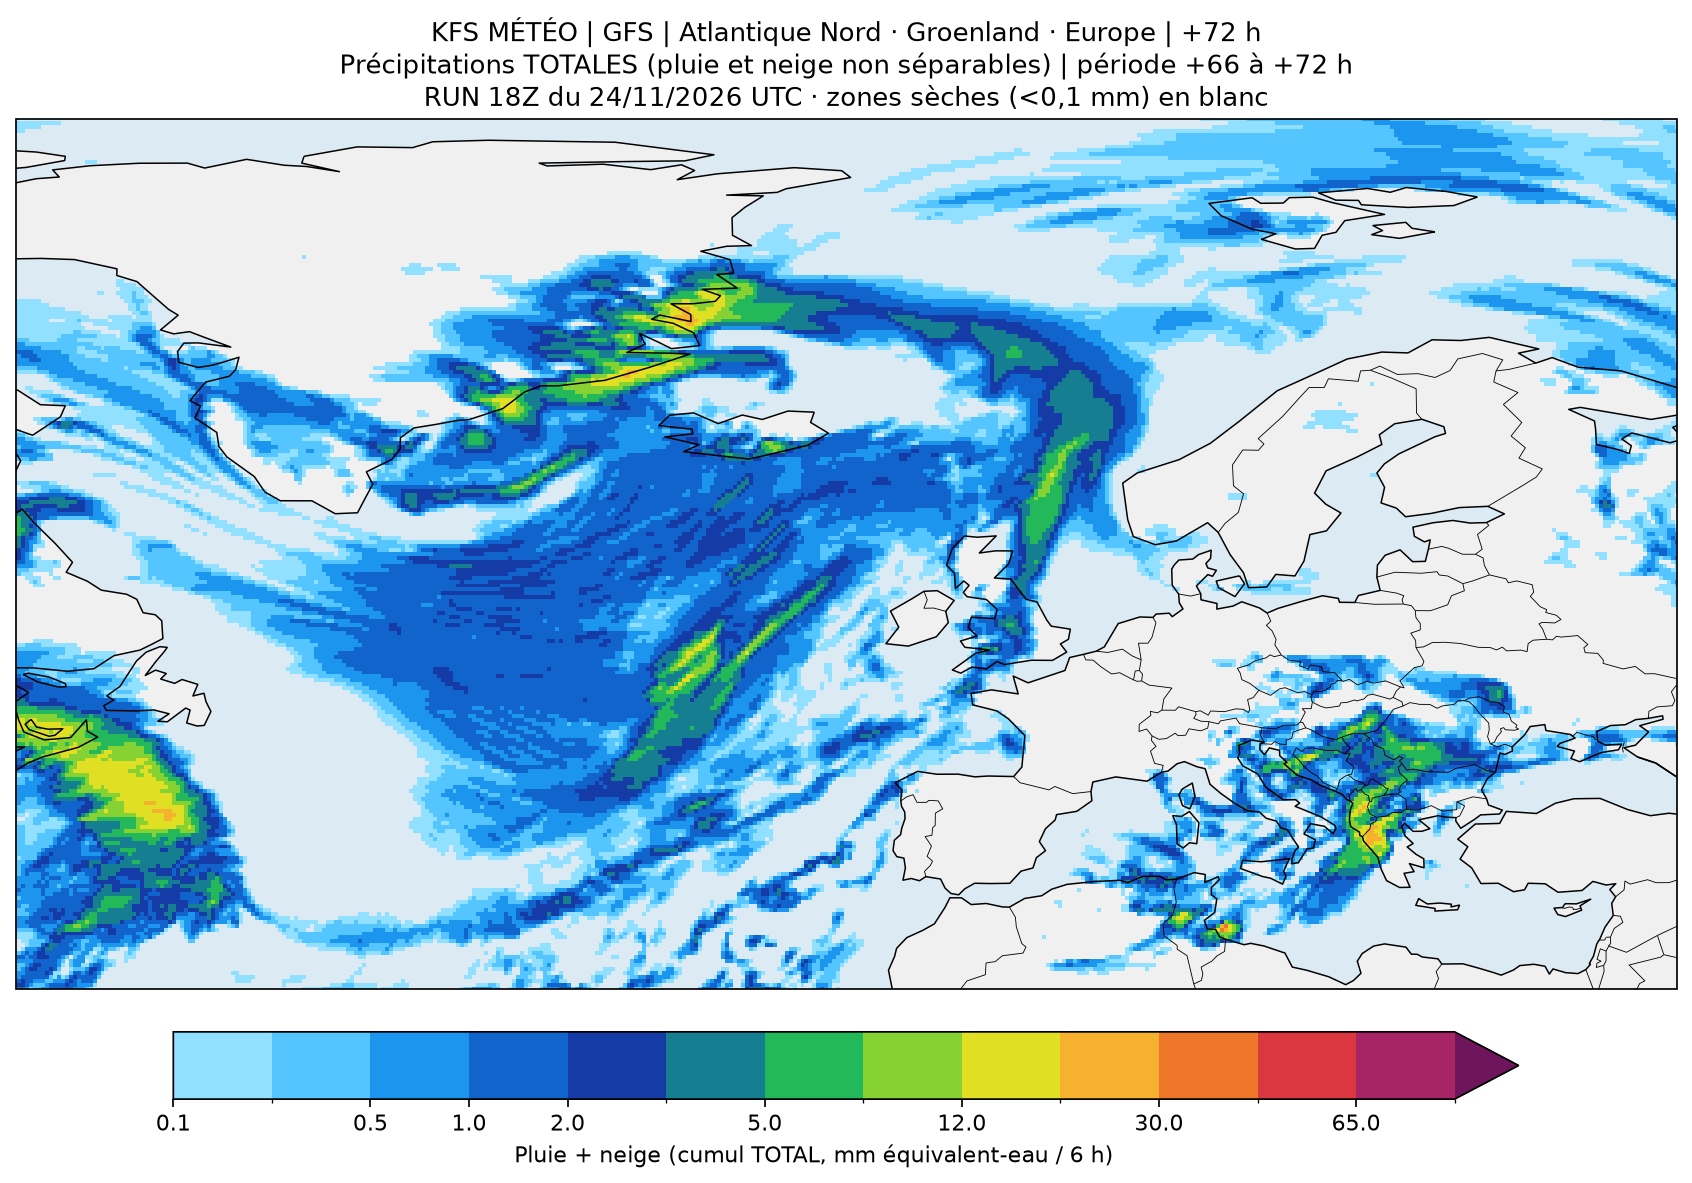 KFS MÉTÉO | GFS | Atlantique Nord · Groenland · Europe | +72 h
Précipitations TOTALES (pluie et neige non séparables) | période +66 à +72 h
RUN 18Z du 24/11/2026 UTC · zones sèches (<0,1 mm) en blanc
0.1 0.5 1.0 2.0 5.0 12.0 30.0 65.0
Pluie + neige (cumul TOTAL, mm équivalent-eau / 6 h)